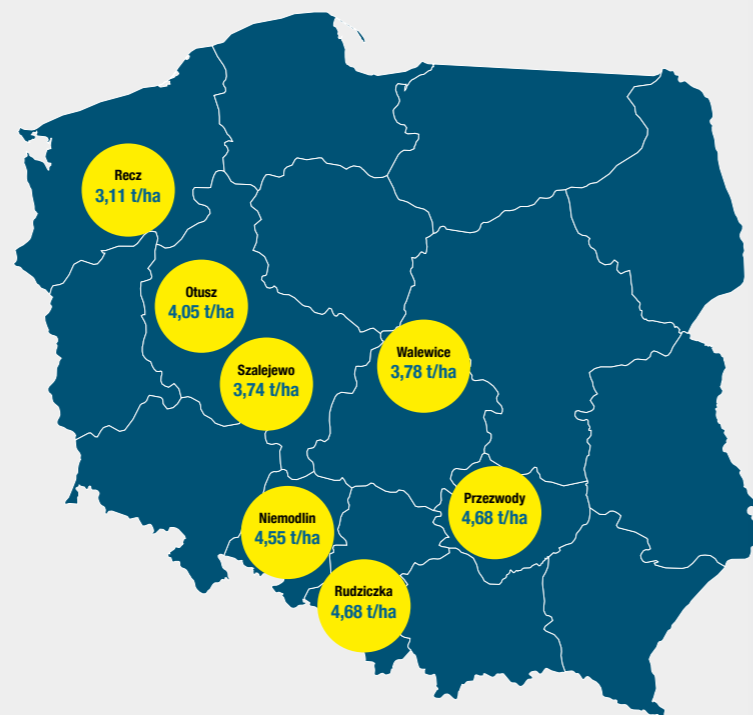 Recz
3,11 t/ha
Otusz
4,05 t/ha
Szalejewo
3,74 t/ha
Walewice
3,78 t/ha
Niemodlin
4,55 t/ha
Przezwody
4,68 t/ha
Rudziczka
4,68 t/ha